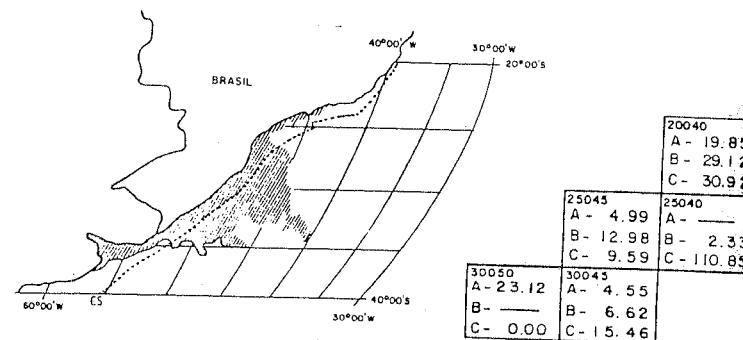 40°00' W
30°00'W
BRASIL
20°00'S
60°00'W
CS
30°00'W
40°00'S
20040
A- 19.85
B- 29.12
C- 30.92
25045
A- 4.99
B- 12.98
C- 9.59
25040
A- —
B- 2.33
C- 110.85
30050
A- 23.12
B- —
C- 0.00
30045
A- 4.55
B- 6.62
C- 15.46